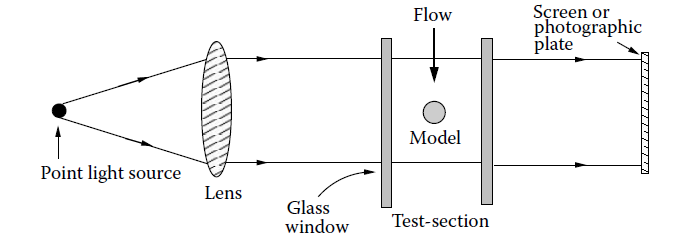 Flow
Screen or
photographic
plate
Model
Point light source
Lens
Glass
window
Test-section